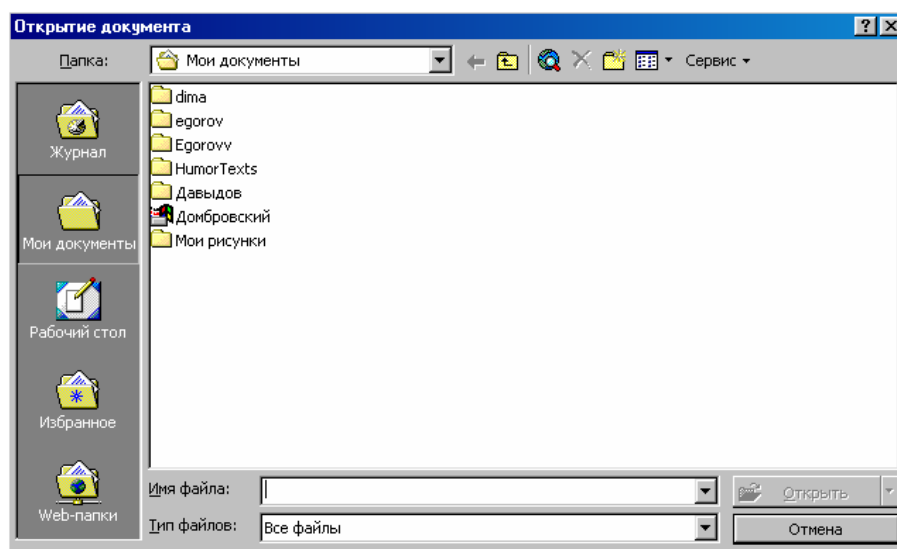 Открытие документа
Папка:
Мои документы
Сервис
Журнал
Мои документы
Рабочий стол
Избранное
Web-папки
dima
egorov
Egorovv
HumorTexts
Давыдов
Домбровский
Мои рисунки
Имя файла:
Открыть
Тип файлов:
Все файлы
Отмена